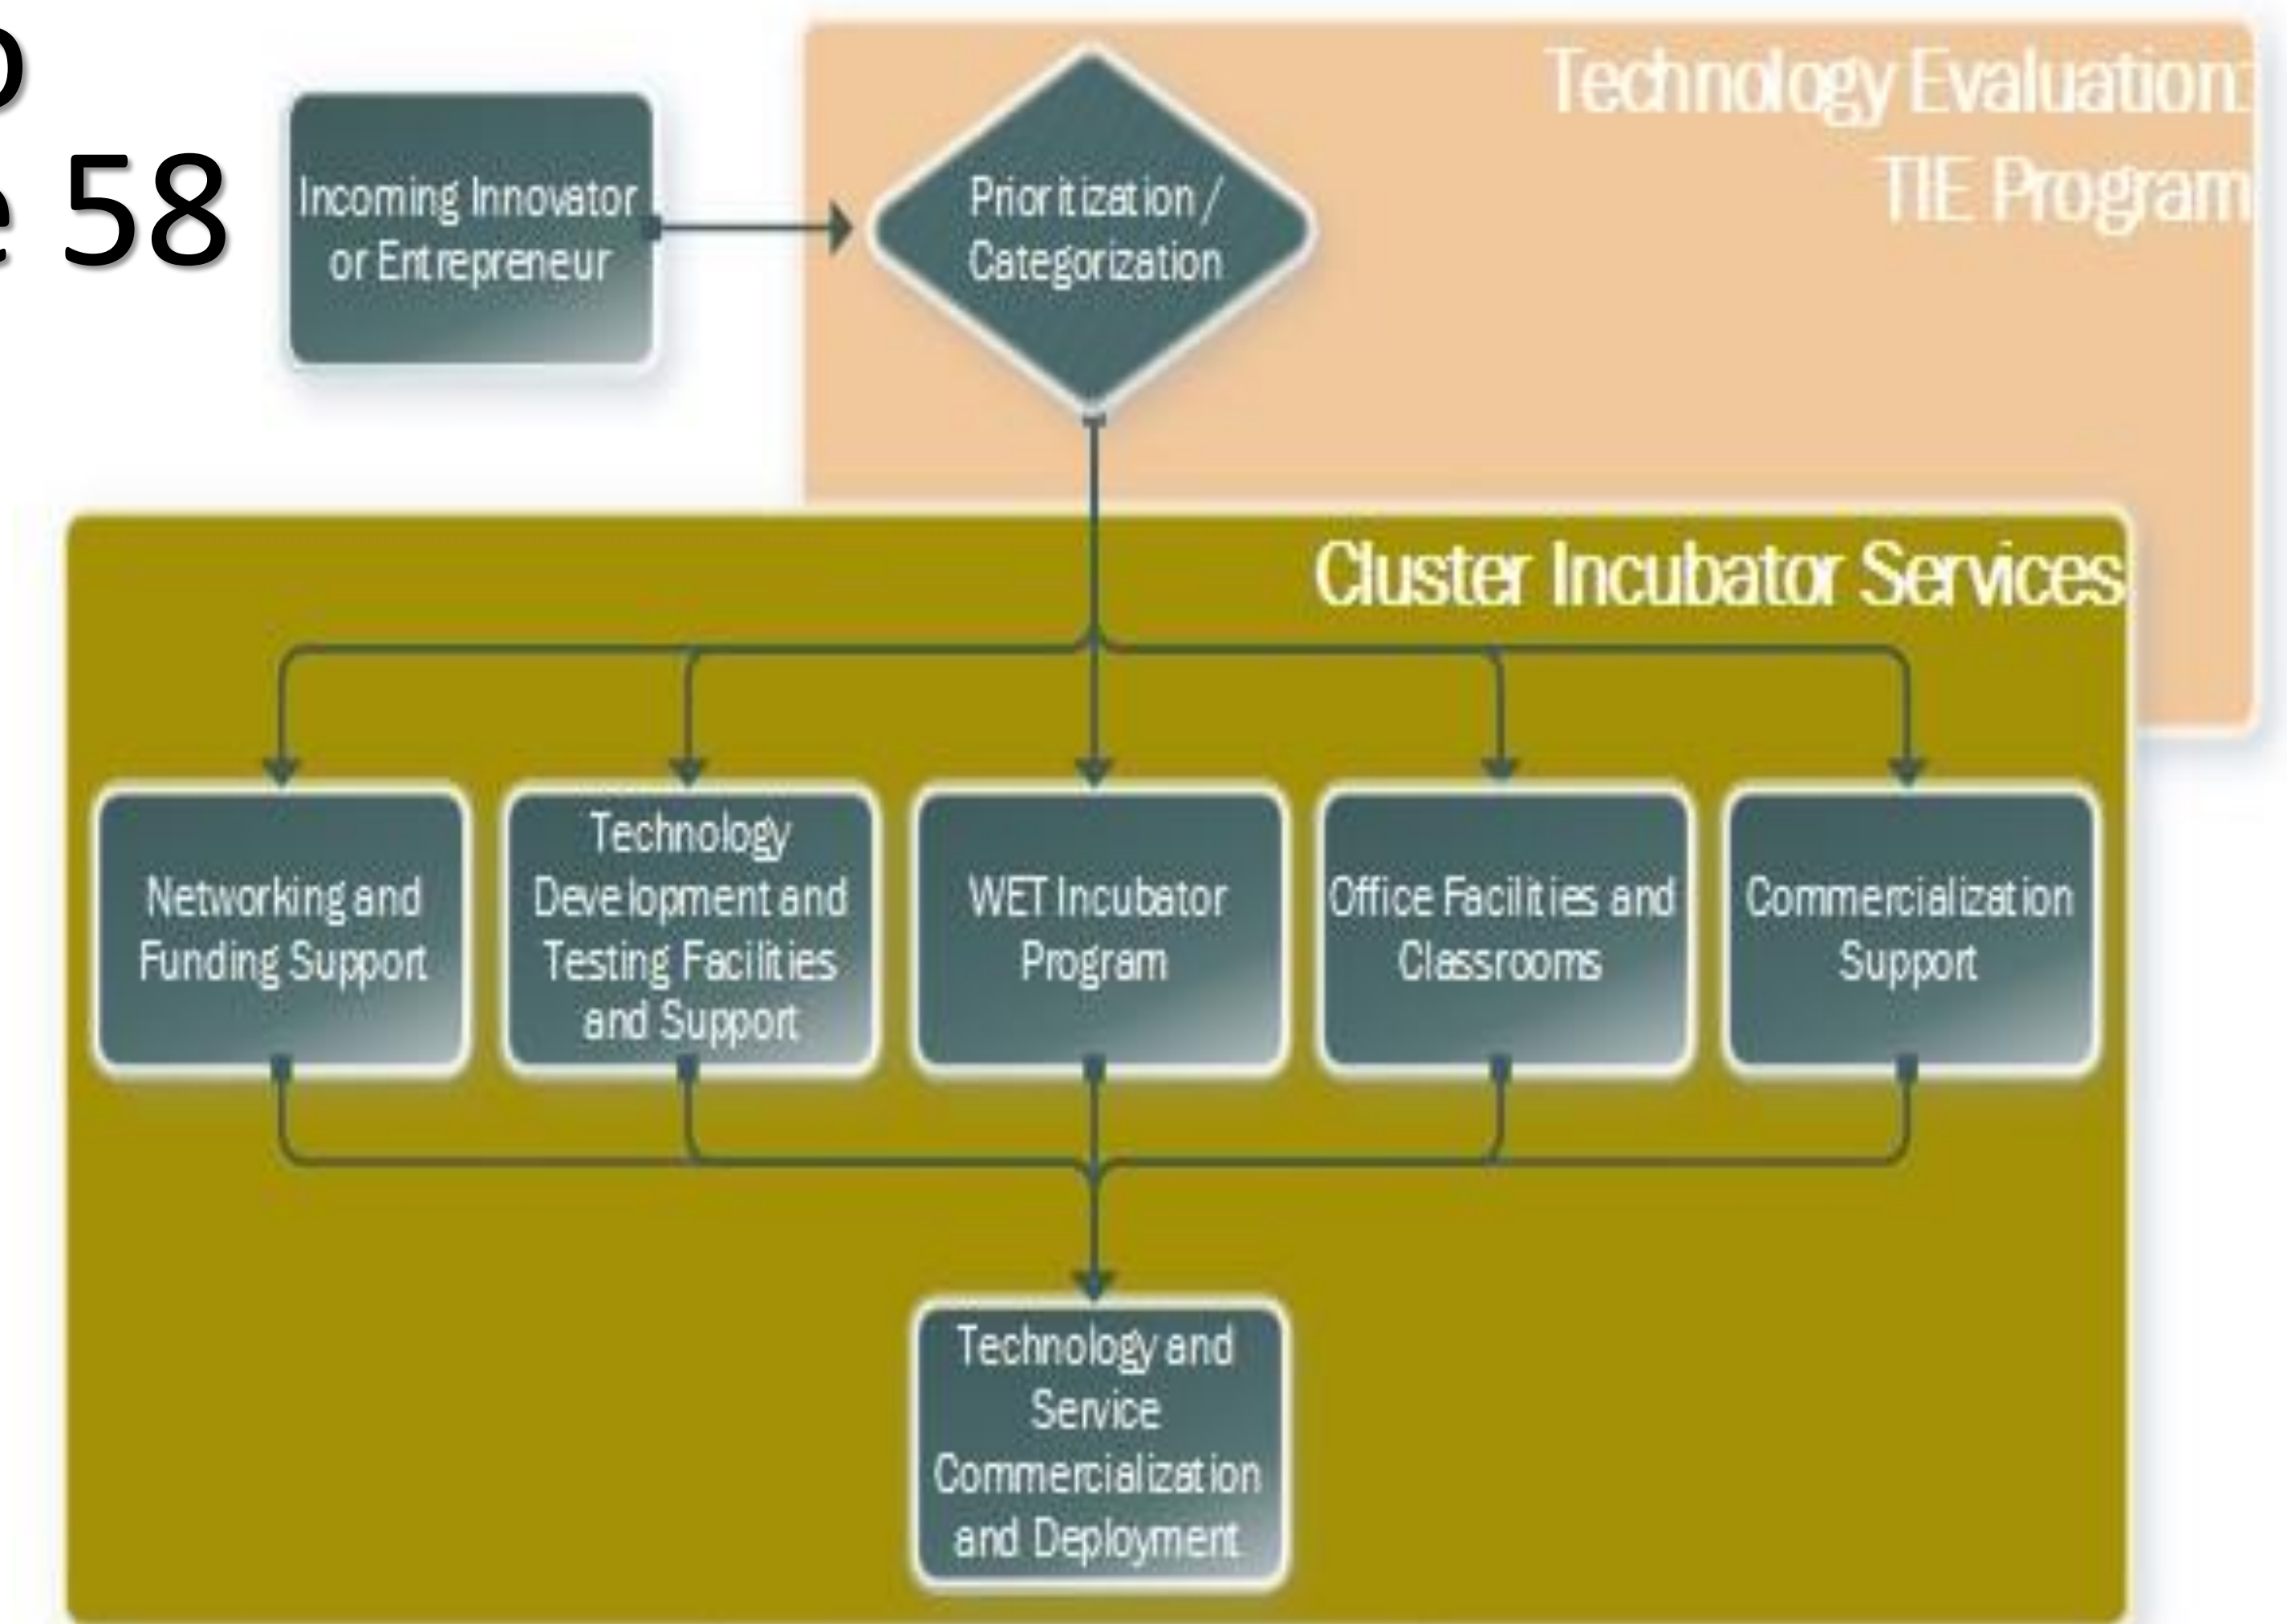 e 58
Incoming Innovator
or Entrepreneur
Prioritization /
Categorization
Technology Evaluation:
TIE Program
Cluster Incubator Services
Networking and
Funding Support
Technology
Development and
Testing Facilities
and Support
WET Incubator
Program
Office Facilities and
Classrooms
Commercialization
Support
Technology and
Service
Commercialization
and Deployment